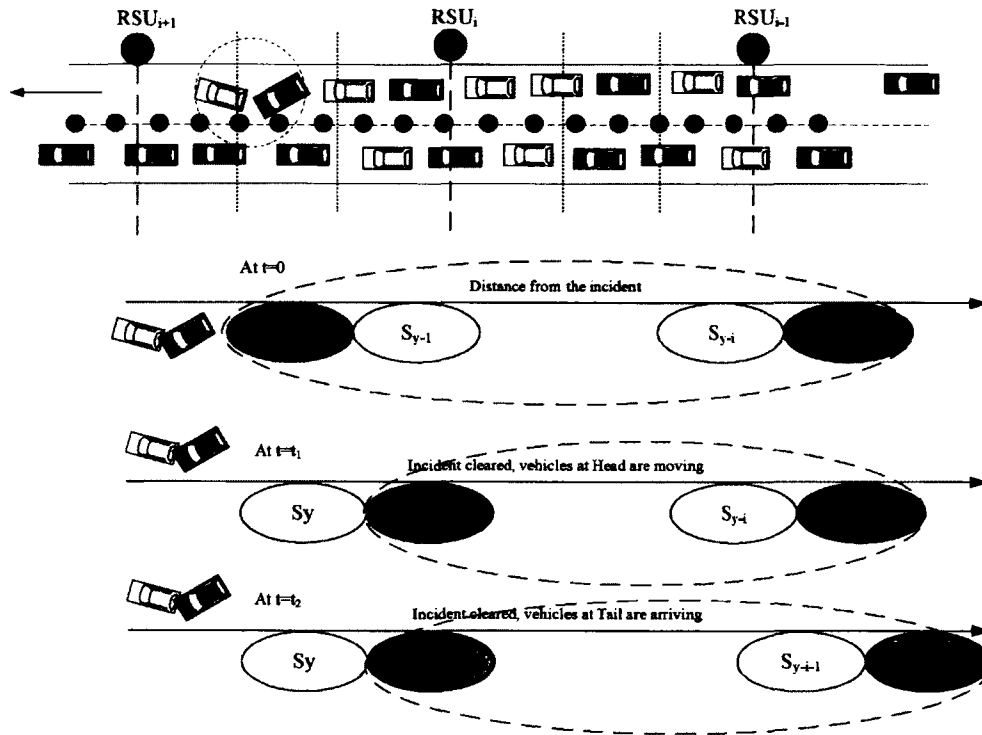 RSUi+1
RSUi
RSUi-1
At t=0
Distance from the incident
Sy-1
Sy-i
At t=t1
Incident cleared, vehicles at Head are moving
Sy
Sy-i
At t=t2
Incident cleared, vehicles at Tail are arriving
Sy
Sy-i-1